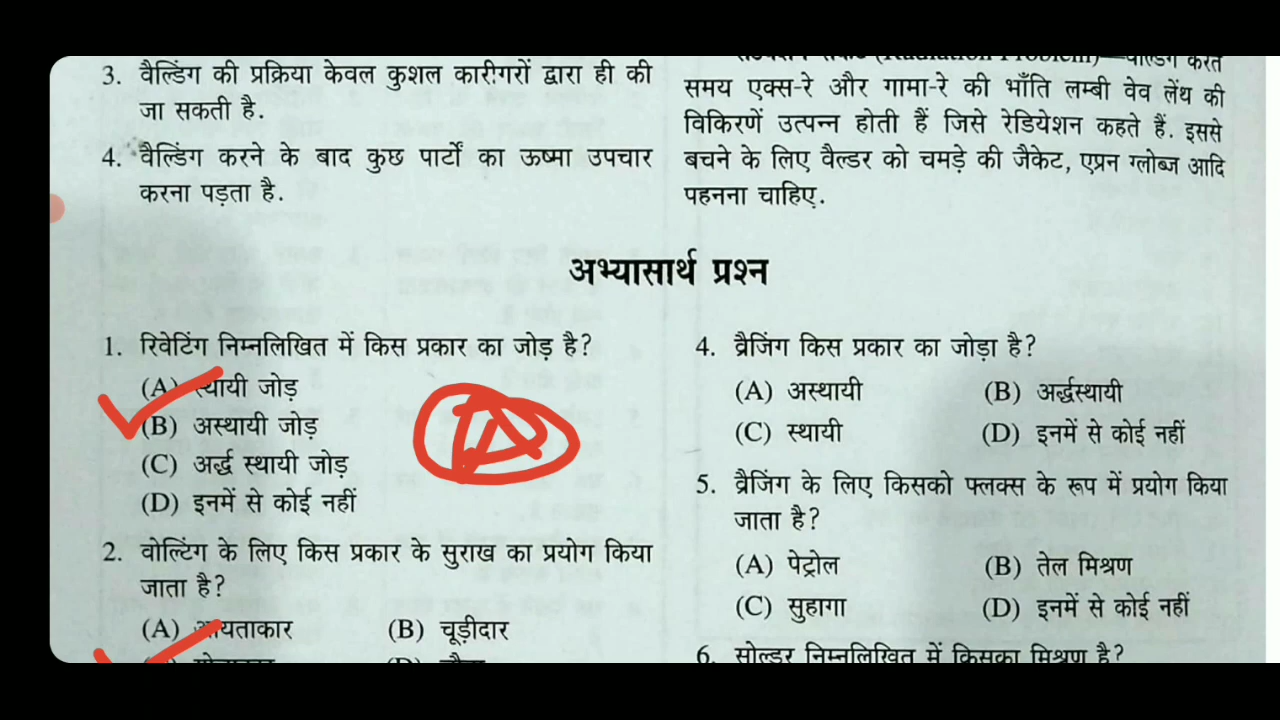 3. वैल्डिंग की प्रक्रिया केवल कुशल कारीगरों द्वारा ही की
जा सकती है.
4. वैल्डिंग करने के बाद कुछ पार्टों का ऊष्मा उपचार
करना पड़ता है.
(Radiation Problem)—वैल्डिंग करते
समय एक्स-रे और गामा-रे की भाँति लम्बी वेव लेंथ की
विकिरणें उत्पन्न होती हैं जिसे रेडियेशन कहते हैं. इससे
बचने के लिए वैल्डर को चमड़े की जैकेट, एप्रन ग्लोब्ज आदि
पहनना चाहिए.
अभ्यासार्थ प्रश्न
1. रिवेटिंग निम्नलिखित में किस प्रकार का जोड़ है?
(A) स्थायी जोड़
(B) अस्थायी जोड़
(C) अर्द्ध स्थायी जोड़
(D) इनमें से कोई नहीं
A
2. वोल्टिंग के लिए किस प्रकार के सुराख का प्रयोग किया
जाता है?
(A) आयताकार (B) चूड़ीदार
4. व्रैजिंग किस प्रकार का जोड़ा है?
(A) अस्थायी (B) अर्द्धस्थायी
(C) स्थायी (D) इनमें से कोई नहीं
5. व्रैजिंग के लिए किसको फ्लक्स के रूप में प्रयोग किया
जाता है?
(A) पेट्रोल (B) तेल मिश्रण
(C) सुहागा (D) इनमें से कोई नहीं
6. सोल्डर निम्नलिखित में किसका मिश्रण है?